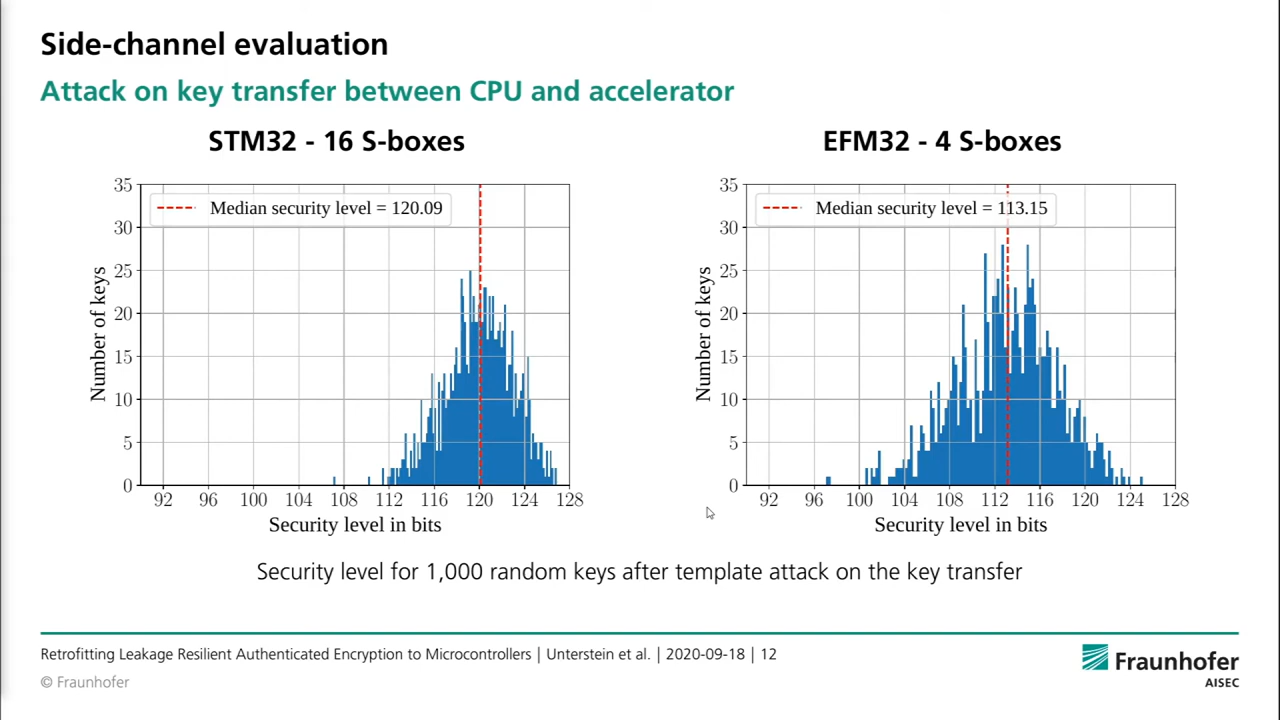 Side-channel evaluation
Attack on key transfer between CPU and accelerator
STM32 - 16 S-boxes
35
30
25
20
15
10
5
0
Number of keys
Median security level = 120.09
92 96 100 104 108 112 116 120 124 128
Security level in bits
EFM32 - 4 S-boxes
35
30
25
20
15
10
5
0
Number of keys
Median security level = 113.15
92 96 100 104 108 112 116 120 124 128
Security level in bits
Security level for 1,000 random keys after template attack on the key transfer
Retrofitting Leakage Resilient Authenticated Encryption to Microcontrollers | Unterstein et al. | 2020-09-18 | 12
© Fraunhofer
Fraunhofer
AISEC